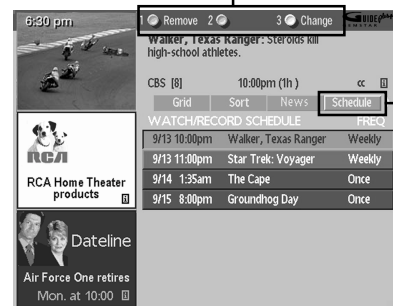 6:30 pm
1 Remove 2 3 Change
GUIDE plus
GEMSTAR
Walker, Texas Ranger: Steroids kill
high-school athletes.
CBS [8] 10:00pm (1h ) cc i
Grid Sort News Schedule
WATCH/RECORD SCHEDULE FREQ
9/13 10:00pm Walker, Texas Ranger Weekly
9/13 11:00pm Star Trek: Voyager Weekly
9/14 1:35am The Cape Once
9/15 8:00pm Groundhog Day Once
RCA
RCA Home Theater
products i
Dateline
Air Force One retires
Mon. at 10:00 i